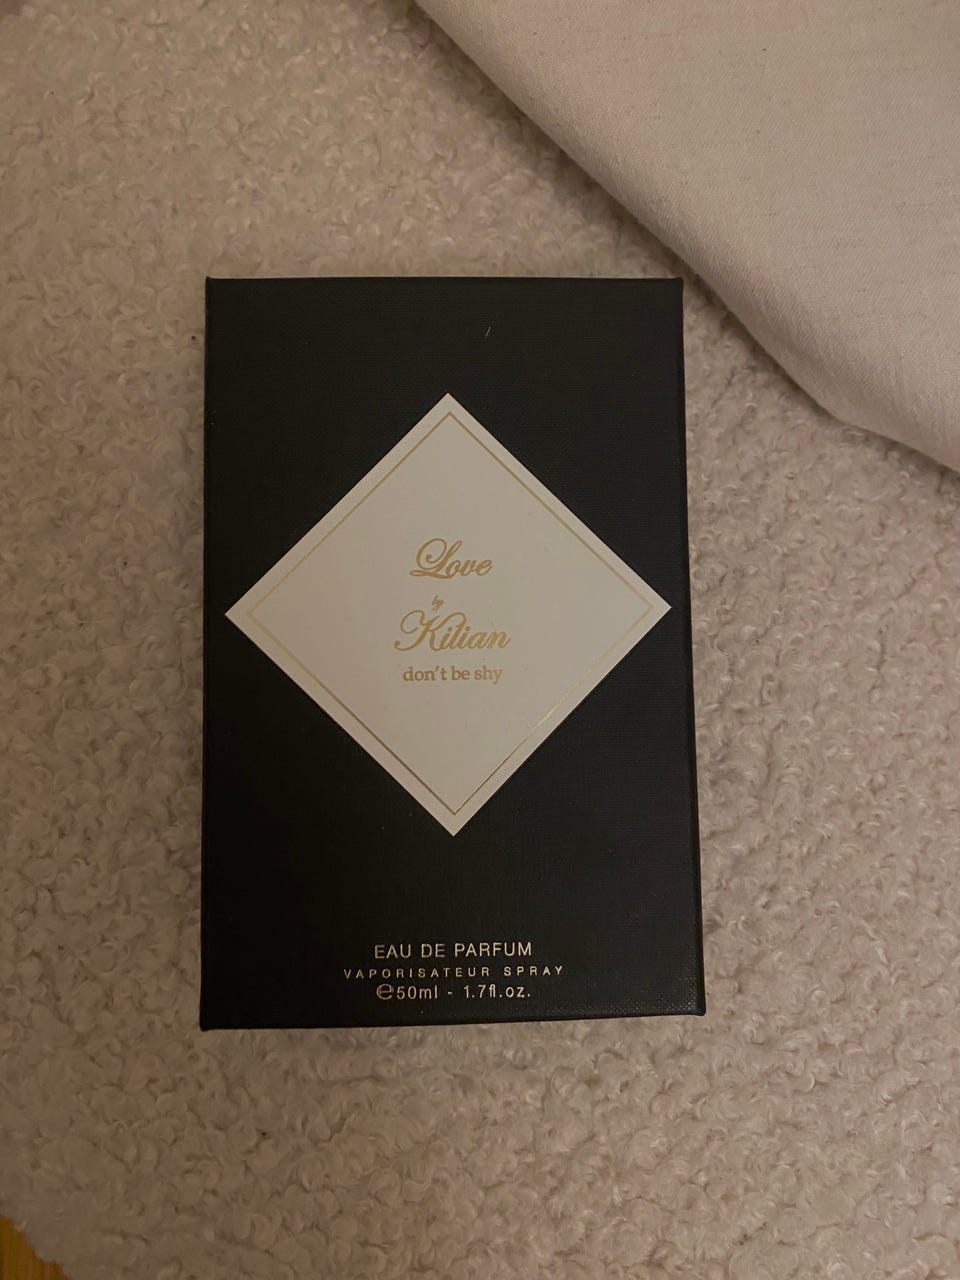 Love
by
Kilian
don't be shy
EAU DE PARFUM
VAPORISATEUR SPRAY
℮50ml - 1.7fl.oz.